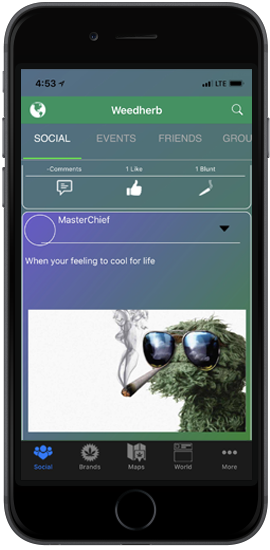 4:53 LTE
Weedherb
SOCIAL EVENTS FRIENDS GROU
-Comments 1 Like 1 Blunt
MasterChief
When your feeling to cool for life
Social Brands Maps World More